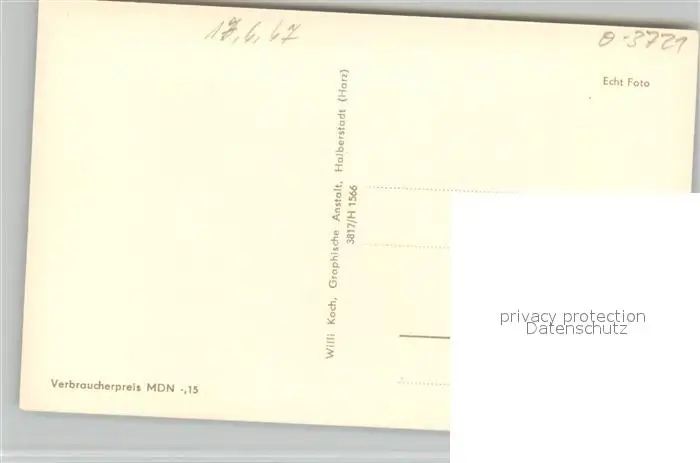 17.6.67
O-3721
Echt Foto
Willi Koch, Graphische Anstalt, Halberstadt (Harz)
3817/H 1566
privacy protection
Datenschutz
Verbraucherpreis MDN -,15